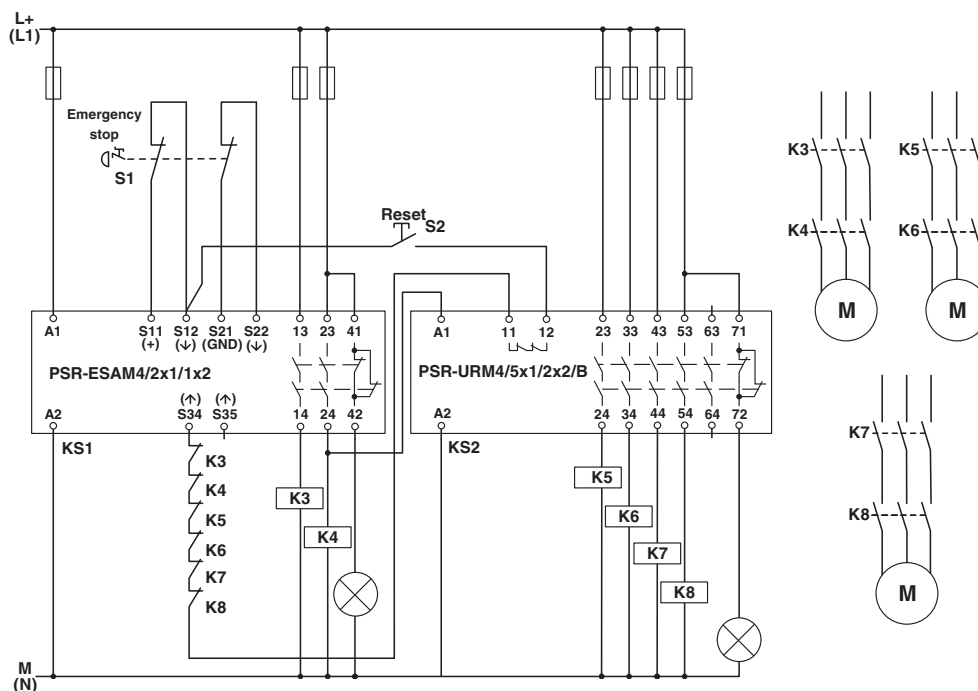 L+
(L1)
Emergency
stop
S1
Reset
S2
K3
K5
K4
K6
M
M
A1
S11
S12
S21
S22
(+)
(↓)
(GND)
(↓)
13
23
41
PSR-ESAM4/2x1/1x2
(↑)
(↑)
A2
S34
S35
14
24
42
KS1
A1
11
12
23
33
43
53
63
71
PSR-URM4/5x1/2x2/B
A2
24
34
44
54
64
72
KS2
K3
K4
K5
K6
K7
K8
K3
K4
K5
K6
K7
K8
K7
K8
M
M
(N)